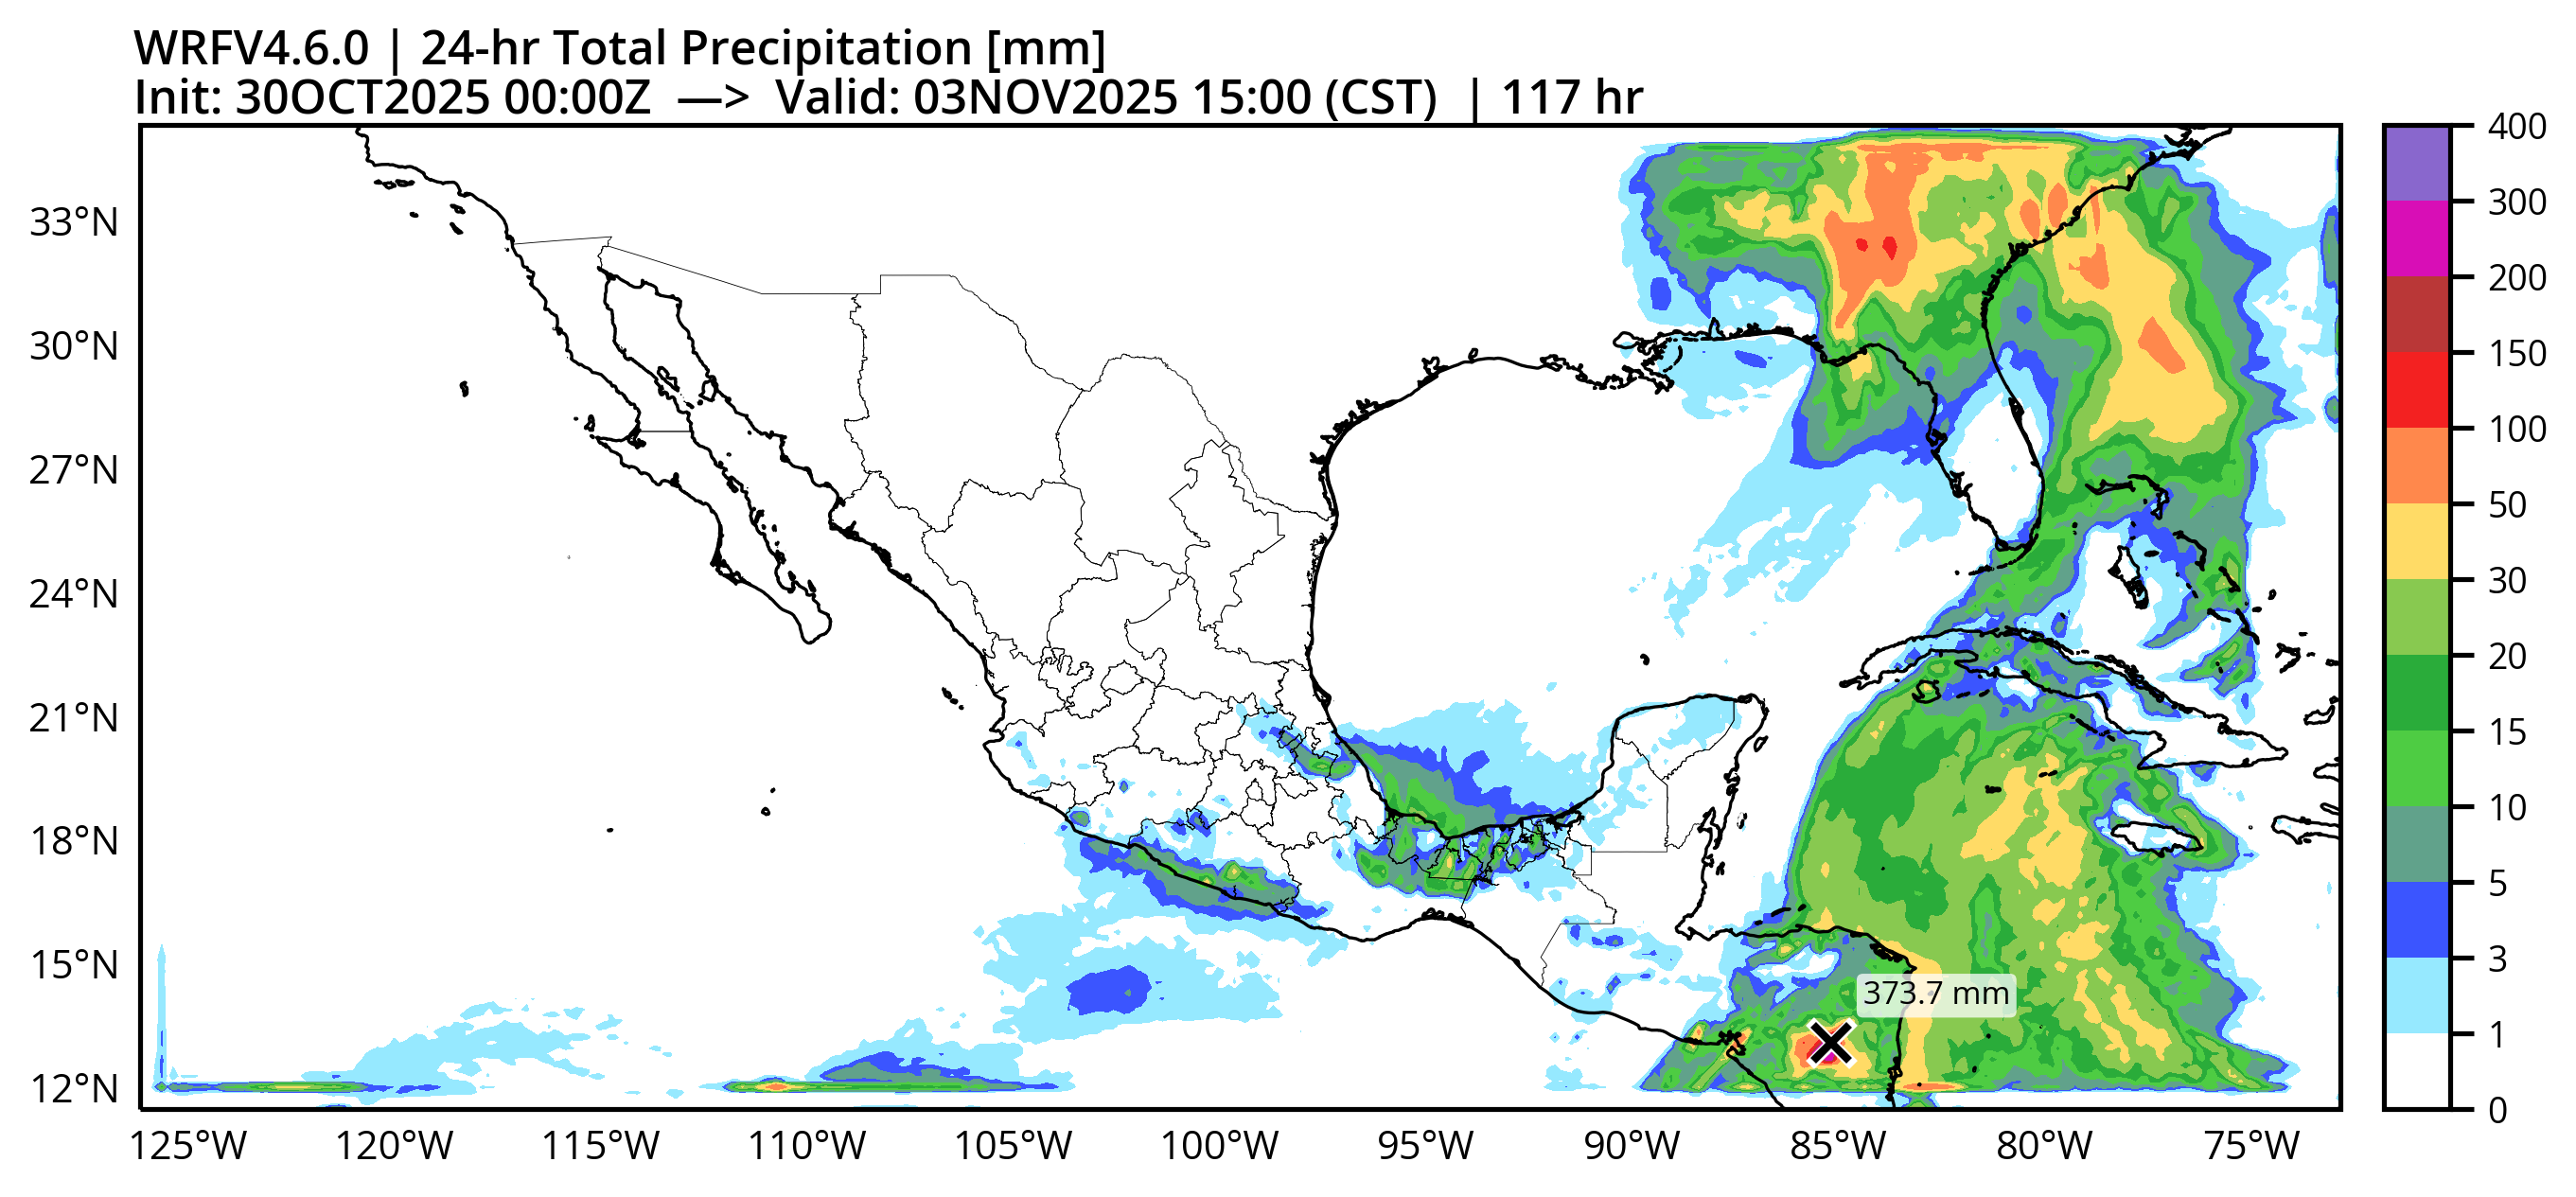 WRFV4.6.0 | 24-hr Total Precipitation [mm]
Init: 30OCT2025 00:00Z —> Valid: 03NOV2025 15:00 (CST) | 117 hr
33°N
30°N
27°N
24°N
21°N
18°N
15°N
12°N
125°W 120°W 115°W 110°W 105°W 100°W 95°W 90°W 85°W 80°W 75°W
373.7 mm
400
300
200
150
100
50
30
20
15
10
5
3
1
0